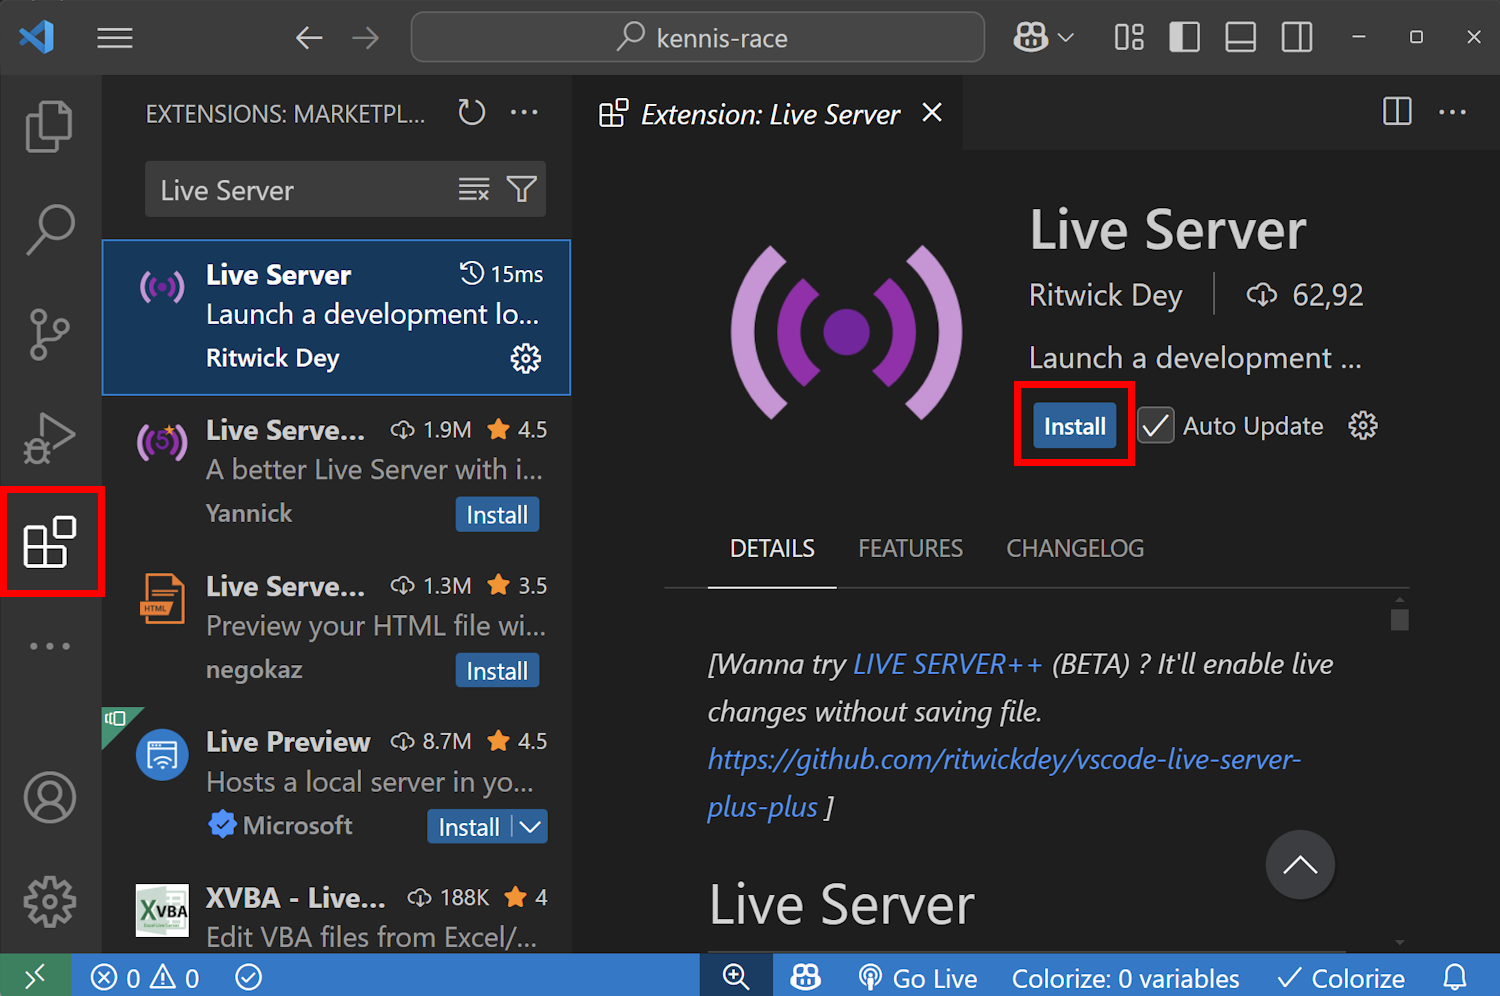 kennis-race
EXTENSIONS: MARKETPL...
Live Server
Live Server 15ms
Launch a development lo...
Ritwick Dey
Live Serve... 1.9M 4.5
A better Live Server with i...
Yannick Install
Live Serve... 1.3M 3.5
Preview your HTML file wi...
negokaz Install
HTML
Live Preview 8.7M 4.5
Hosts a local server in yo...
Microsoft Install
XVBA - Live... 188K 4
Edit VBA files from Excel/...
XVBA
Extension: Live Server
Live Server
Ritwick Dey 62,92
Launch a development ...
Install Auto Update
DETAILS FEATURES CHANGELOG
[Wanna try LIVE SERVER++ (BETA) ? It'll enable live
changes without saving file.
https://github.com/ritwickdey/vscode-live-server-
plus-plus ]
Live Server
0 0 Go Live Colorize: 0 variables Colorize